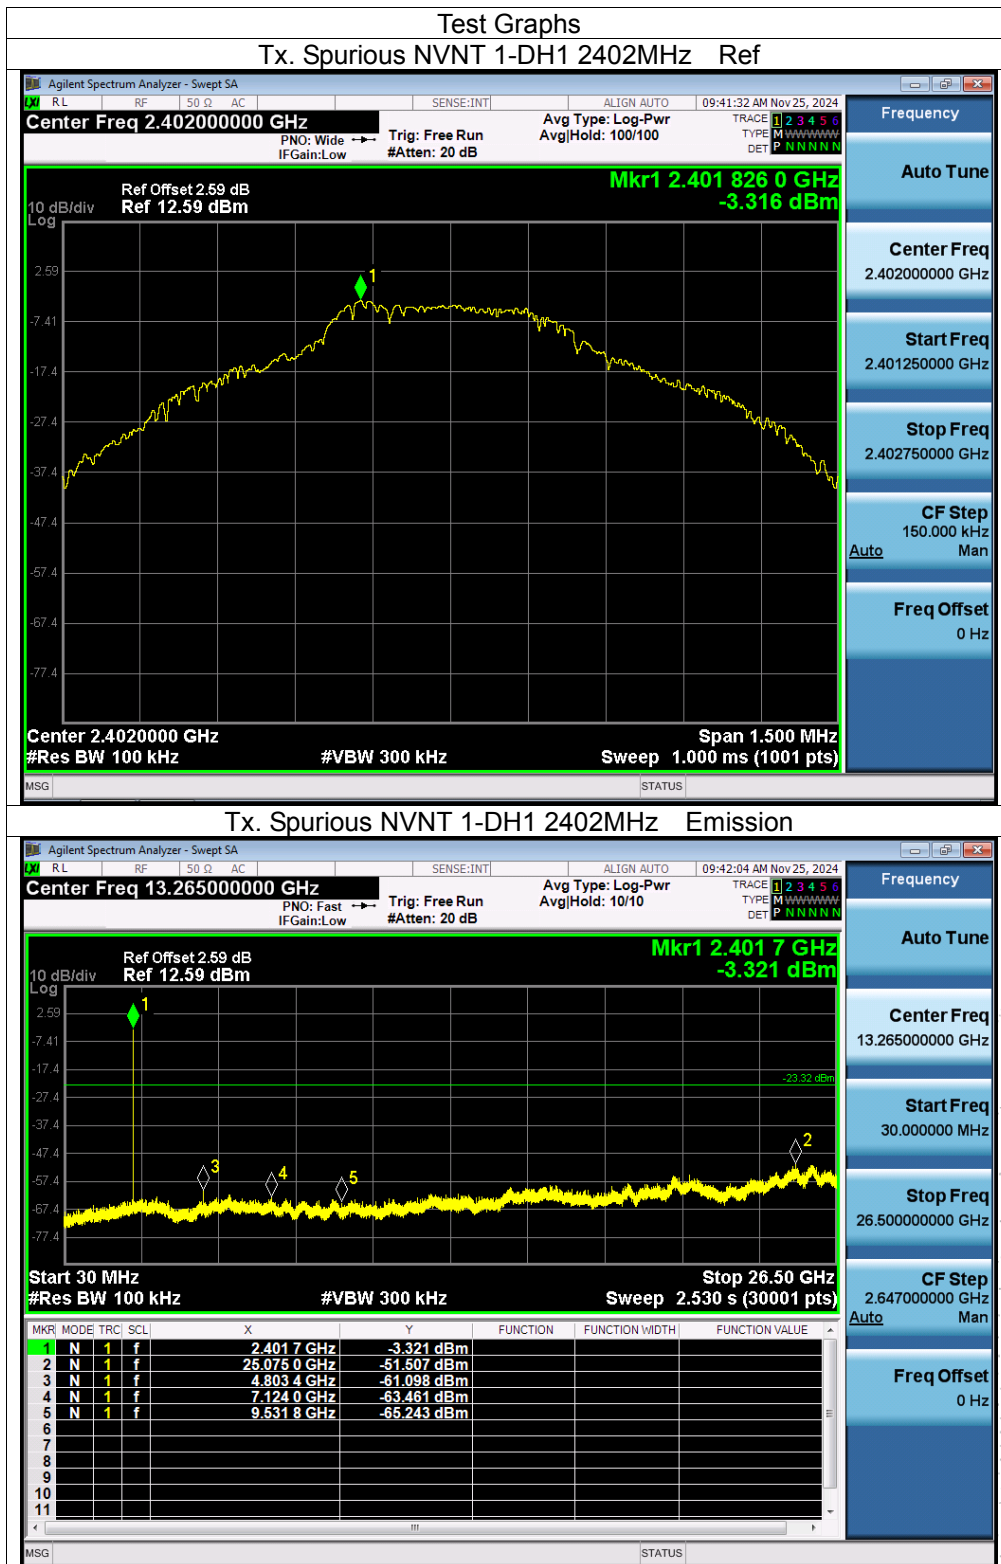 Test Graphs
Tx. Spurious NVNT 1-DH1 2402MHz Ref
Agilent Spectrum Analyzer - Swept SA
LXI RL RF 50 Ω AC SENSE:INT ALIGN AUTO 09:41:32 AM Nov 25, 2024
Center Freq 2.402000000 GHz
PNO: Wide
IFGain:Low
Trig: Free Run
#Atten: 20 dB
Avg Type: Log-Pwr
Avg|Hold: 100/100
TRACE 1 2 3 4 5 6
TYPE M WWWWW
DET P N N N N N
Mkr1 2.401 826 0 GHz
-3.316 dBm
Ref Offset 2.59 dB
10 dB/div Ref 12.59 dBm
Log
1
2.59
-7.41
-17.4
-27.4
-37.4
-47.4
-57.4
-67.4
-77.4
Center 2.4020000 GHz Span 1.500 MHz
#Res BW 100 kHz #VBW 300 kHz Sweep 1.000 ms (1001 pts)
MSG STATUS
Frequency
Auto Tune
Center Freq
2.402000000 GHz
Start Freq
2.401250000 GHz
Stop Freq
2.402750000 GHz
CF Step
150.000 kHz
Auto Man
Freq Offset
0 Hz
Tx. Spurious NVNT 1-DH1 2402MHz Emission
Agilent Spectrum Analyzer - Swept SA
LXI RL RF 50 Ω AC SENSE:INT ALIGN AUTO 09:42:04 AM Nov 25, 2024
Center Freq 13.265000000 GHz
PNO: Fast
IFGain:Low
Trig: Free Run
#Atten: 20 dB
Avg Type: Log-Pwr
Avg|Hold: 10/10
TRACE 1 2 3 4 5 6
TYPE M WWWWW
DET P N N N N N
Mkr1 2.401 7 GHz
-3.321 dBm
Ref Offset 2.59 dB
10 dB/div Ref 12.59 dBm
Log
1
2.59
-7.41
-17.4
-23.32 dBm
-27.4
-37.4
-47.4
2
3
4
5
-57.4
-67.4
-77.4
Start 30 MHz Stop 26.50 GHz
#Res BW 100 kHz #VBW 300 kHz Sweep 2.530 s (30001 pts)
MKR MODE TRC SCL X Y FUNCTION FUNCTION WIDTH FUNCTION VALUE
1 N 1 f 2.401 7 GHz -3.321 dBm
2 N 1 f 25.075 0 GHz -51.507 dBm
3 N 1 f 4.803 4 GHz -61.098 dBm
4 N 1 f 7.124 0 GHz -63.461 dBm
5 N 1 f 9.531 8 GHz -65.243 dBm
6
7
8
9
10
11
MSG STATUS
Frequency
Auto Tune
Center Freq
13.265000000 GHz
Start Freq
30.000000 MHz
Stop Freq
26.500000000 GHz
CF Step
2.647000000 GHz
Auto Man
Freq Offset
0 Hz